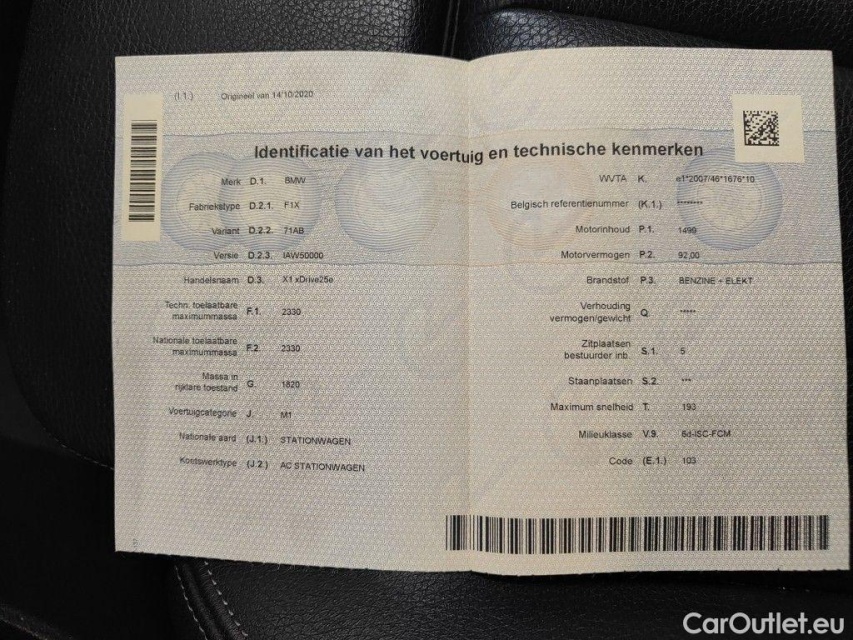 (I.1.) Origineel van 14/10/2020
Identificatie van het voertuig en technische kenmerken
Merk D.1. BMW
Fabriekstype D.2.1. F1X
Variant D.2.2. 71AB
Versie D.2.3. IAW50000
Handelsnaam D.3. X1 xDrive25e
Techn. toelaatbare
maximummassa F.1. 2330
Nationale toelaatbare
maximummassa F.2. 2330
Massa in
rijklare toestand G. 1820
Voertuigcategorie J. M1
Nationale aard (J.1.) STATIONWAGEN
Koetswerktype (J.2.) AC STATIONWAGEN
WVTA K. e1*2007/46*1676*10
Belgisch referentienummer (K.1.) ********
Motorinhoud P.1. 1499
Motorvermogen P.2. 92,00
Brandstof P.3. BENZINE + ELEKT
Verhouding
vermogen/gewicht Q. *****
Zitplaatsen
bestuurder inb. S.1. 5
Staanplaatsen S.2. ***
Maximum snelheid T. 193
Milieuklasse V.9. 6d-ISC-FCM
Code (E.1.) 103
CarOutlet.eu